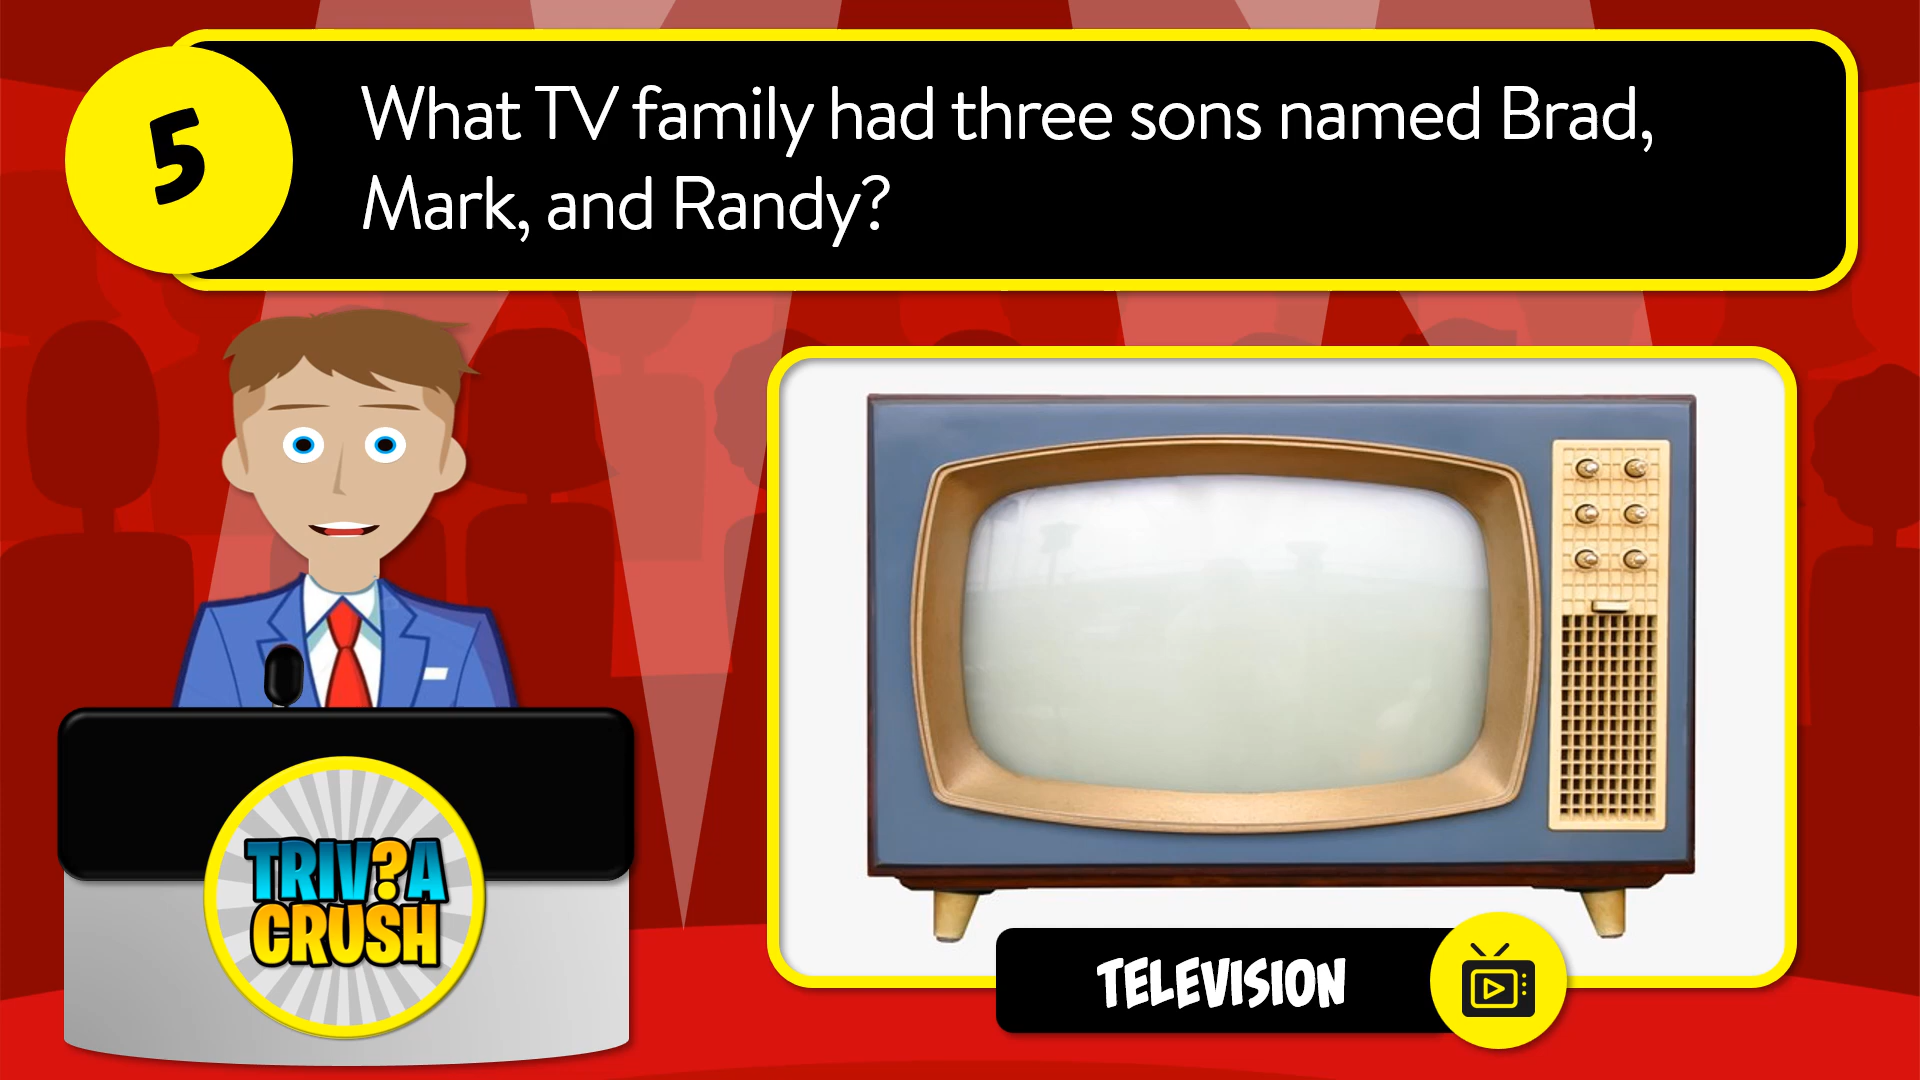 5
What TV family had three sons named Brad,
Mark, and Randy?
TRIV?A
CRUSH
TELEVISION